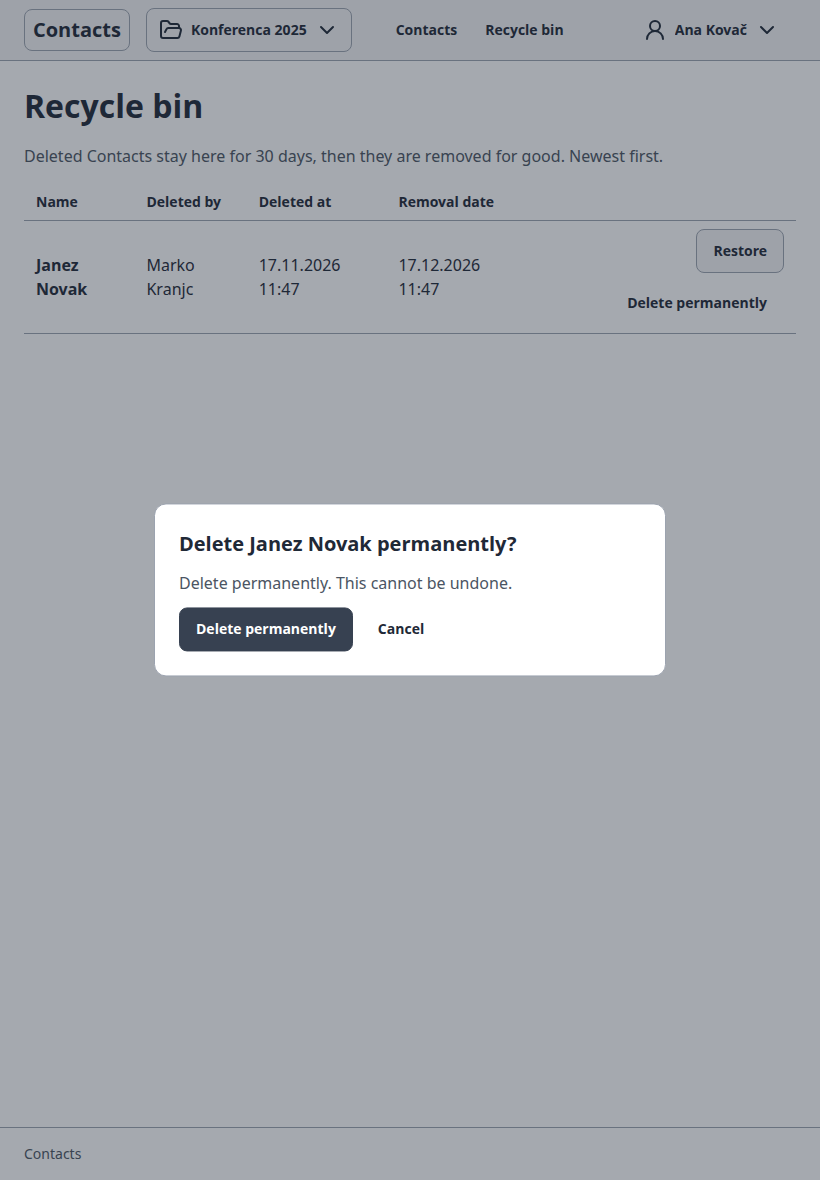 Contacts
Konferenca 2025
Contacts
Recycle bin
Ana Kovač
Recycle bin
Deleted Contacts stay here for 30 days, then they are removed for good. Newest first.
Name Deleted by Deleted at Removal date
Janez Novak
Marko Kranjc
17.11.2026 11:47
17.12.2026 11:47
Restore
Delete permanently
Delete Janez Novak permanently?
Delete permanently. This cannot be undone.
Delete permanently
Cancel
Contacts